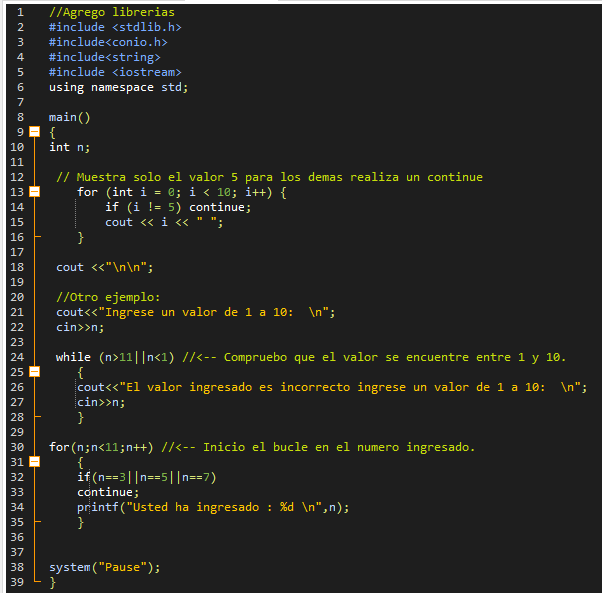 1 //Agrego librerias
2 #include <stdlib.h>
3 #include<conio.h>
4 #include<string>
5 #include <iostream>
6 using namespace std;
7
8 main()
9 {
10 int n;
11
12 // Muestra solo el valor 5 para los demas realiza un continue
13 for (int i = 0; i < 10; i++) {
14 if (i != 5) continue;
15 cout << i << " ";
16 }
17
18 cout <<"\n\n";
19
20 //Otro ejemplo:
21 cout<<"Ingrese un valor de 1 a 10:  \n";
22 cin>>n;
23
24 while (n>11||n<1) //<-- Compruebo que el valor se encuentre entre 1 y 10.
25 {
26 cout<<"El valor ingresado es incorrecto ingrese un valor de 1 a 10:  \n";
27 cin>>n;
28 }
29
30 for(n;n<11;n++) //<-- Inicio el bucle en el numero ingresado.
31 {
32 if(n==3||n==5||n==7)
33 continue;
34 printf("Usted ha ingresado : %d \n",n);
35 }
36
37
38 system("Pause");
39 }